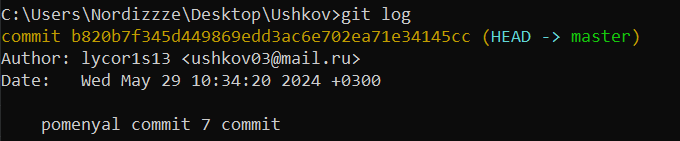 C:\Users\Nordizzze\Desktop\Ushkov>git log
commit b820b7f345d449869edd3ac6e702ea71e34145cc (HEAD -> master)
Author: lycor1s13 <ushkov03@mail.ru>
Date:   Wed May 29 10:34:20 2024 +0300
pomenyal commit 7 commit